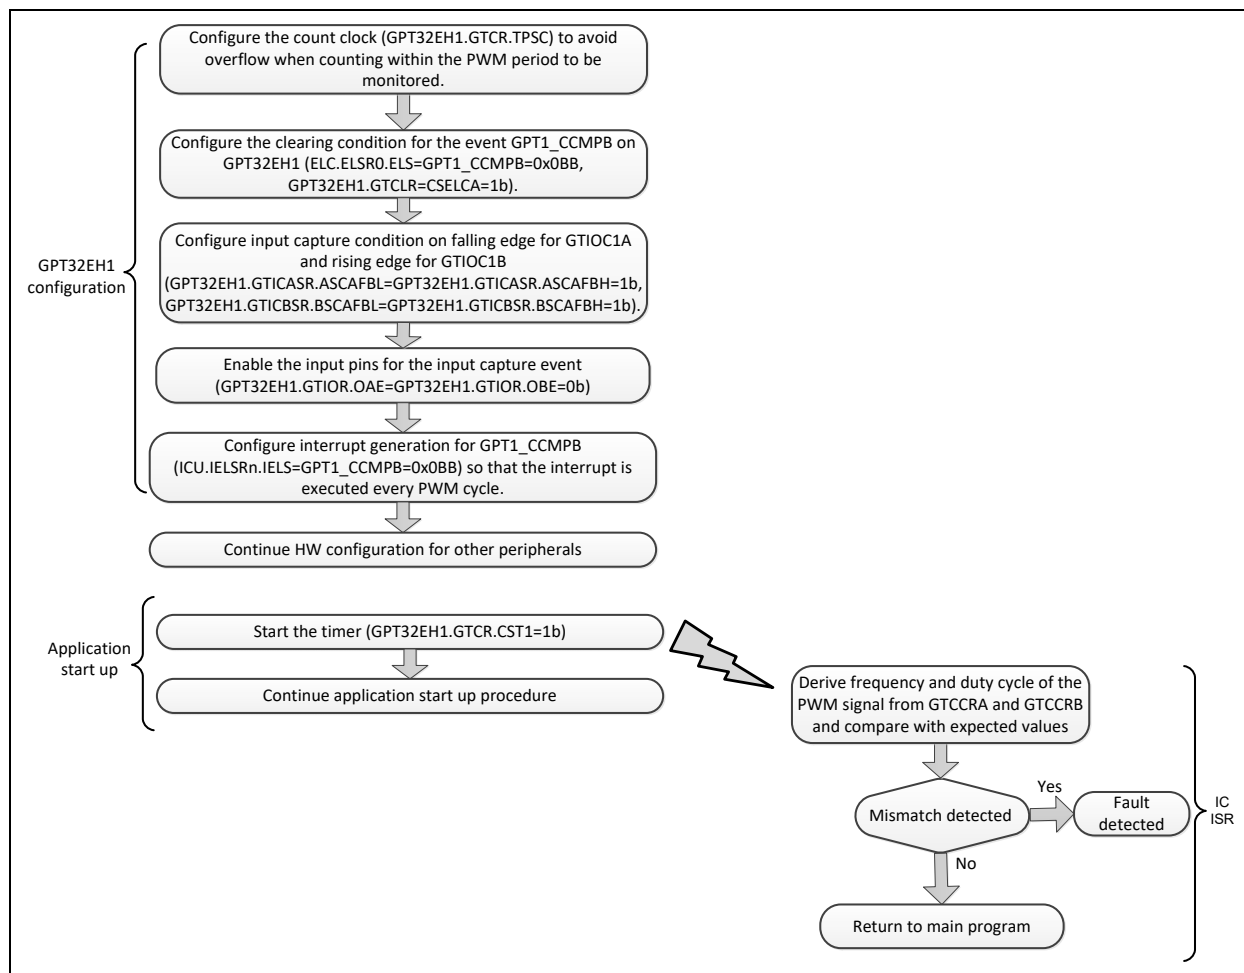 Configure the count clock (GPT32EH1.GTCR.TPSC) to avoid
overflow when counting within the PWM period to be
monitored.
Configure the clearing condition for the event GPT1_CCMPB on
GPT32EH1 (ELC.ELSR0.ELS=GPT1_CCMPB=0x0BB,
GPT32EH1.GTCLR=CSELCA=1b).
Configure input capture condition on falling edge for GTIOC1A
and rising edge for GTIOC1B
(GPT32EH1.GTICASR.ASCAFBL=GPT32EH1.GTICASR.ASCAFBH=1b,
GPT32EH1.GTICBSR.BSCAFBL=GPT32EH1.GTICBSR.BSCAFBH=1b).
GPT32EH1
configuration
Enable the input pins for the input capture event
(GPT32EH1.GTIOR.OAE=GPT32EH1.GTIOR.OBE=0b)
Configure interrupt generation for GPT1_CCMPB
(ICU.IELSRn.IELS=GPT1_CCMPB=0x0BB) so that the interrupt is
executed every PWM cycle.
Continue HW configuration for other peripherals
Application
start up
Start the timer (GPT32EH1.GTCR.CST1=1b)
Continue application start up procedure
Derive frequency and duty cycle of the
PWM signal from GTCCRA and GTCCRB
and compare with expected values
Mismatch detected
Yes
Fault
detected
IC
ISR
No
Return to main program